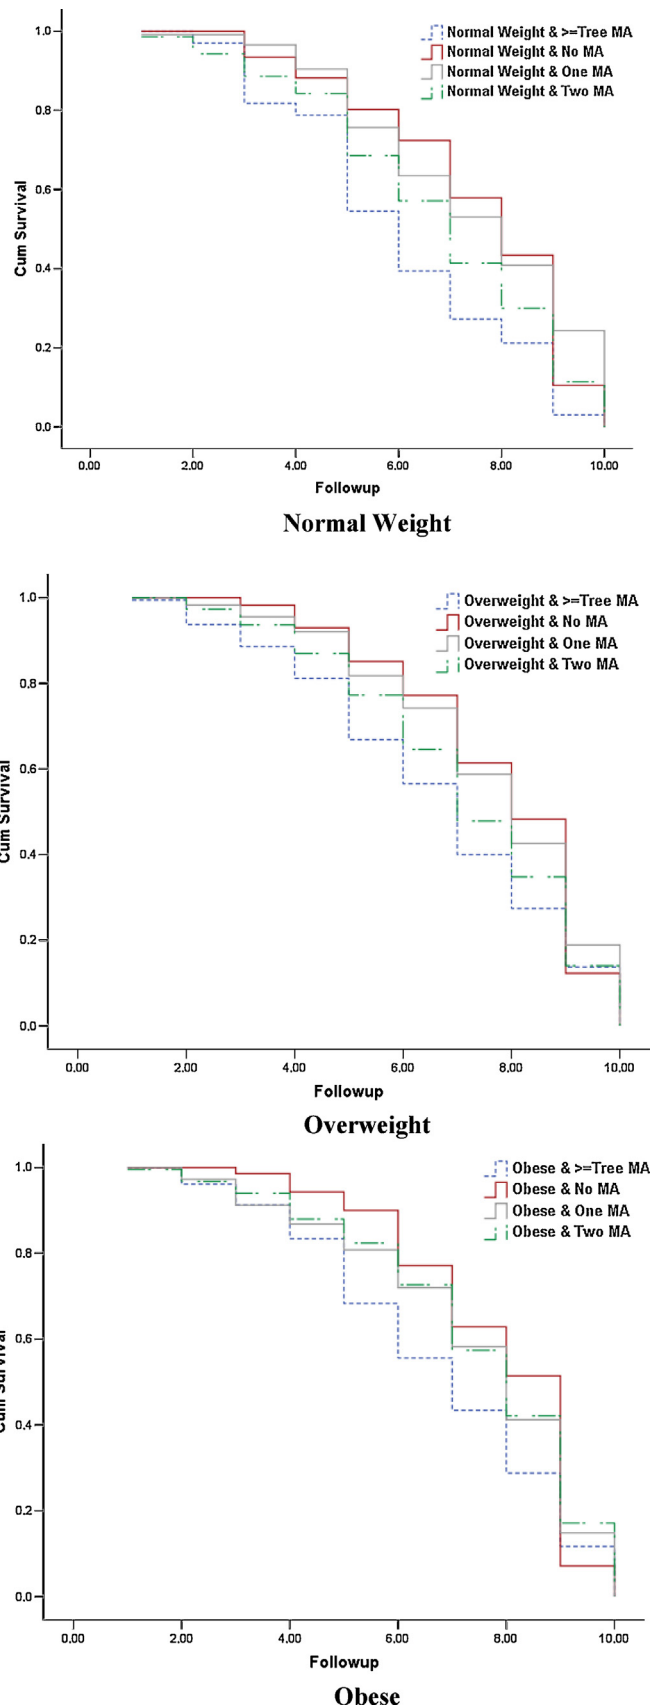 1.0
0.8
0.6
0.4
0.2
0.0
Cum Survival
Normal Weight & >=Tree MA
Normal Weight & No MA
Normal Weight & One MA
Normal Weight & Two MA
0.00 2.00 4.00 6.00 8.00 10.00
Followup
Normal Weight
1.0
0.8
0.6
0.4
0.2
0.0
Cum Survival
Overweight & >=Tree MA
Overweight & No MA
Overweight & One MA
Overweight & Two MA
0.00 2.00 4.00 6.00 8.00 10.00
Followup
Overweight
1.0
0.8
0.6
0.4
0.2
0.0
Cum Survival
Obese & >=Tree MA
Obese & No MA
Obese & One MA
Obese & Two MA
0.00 2.00 4.00 6.00 8.00 10.00
Followup
Obese